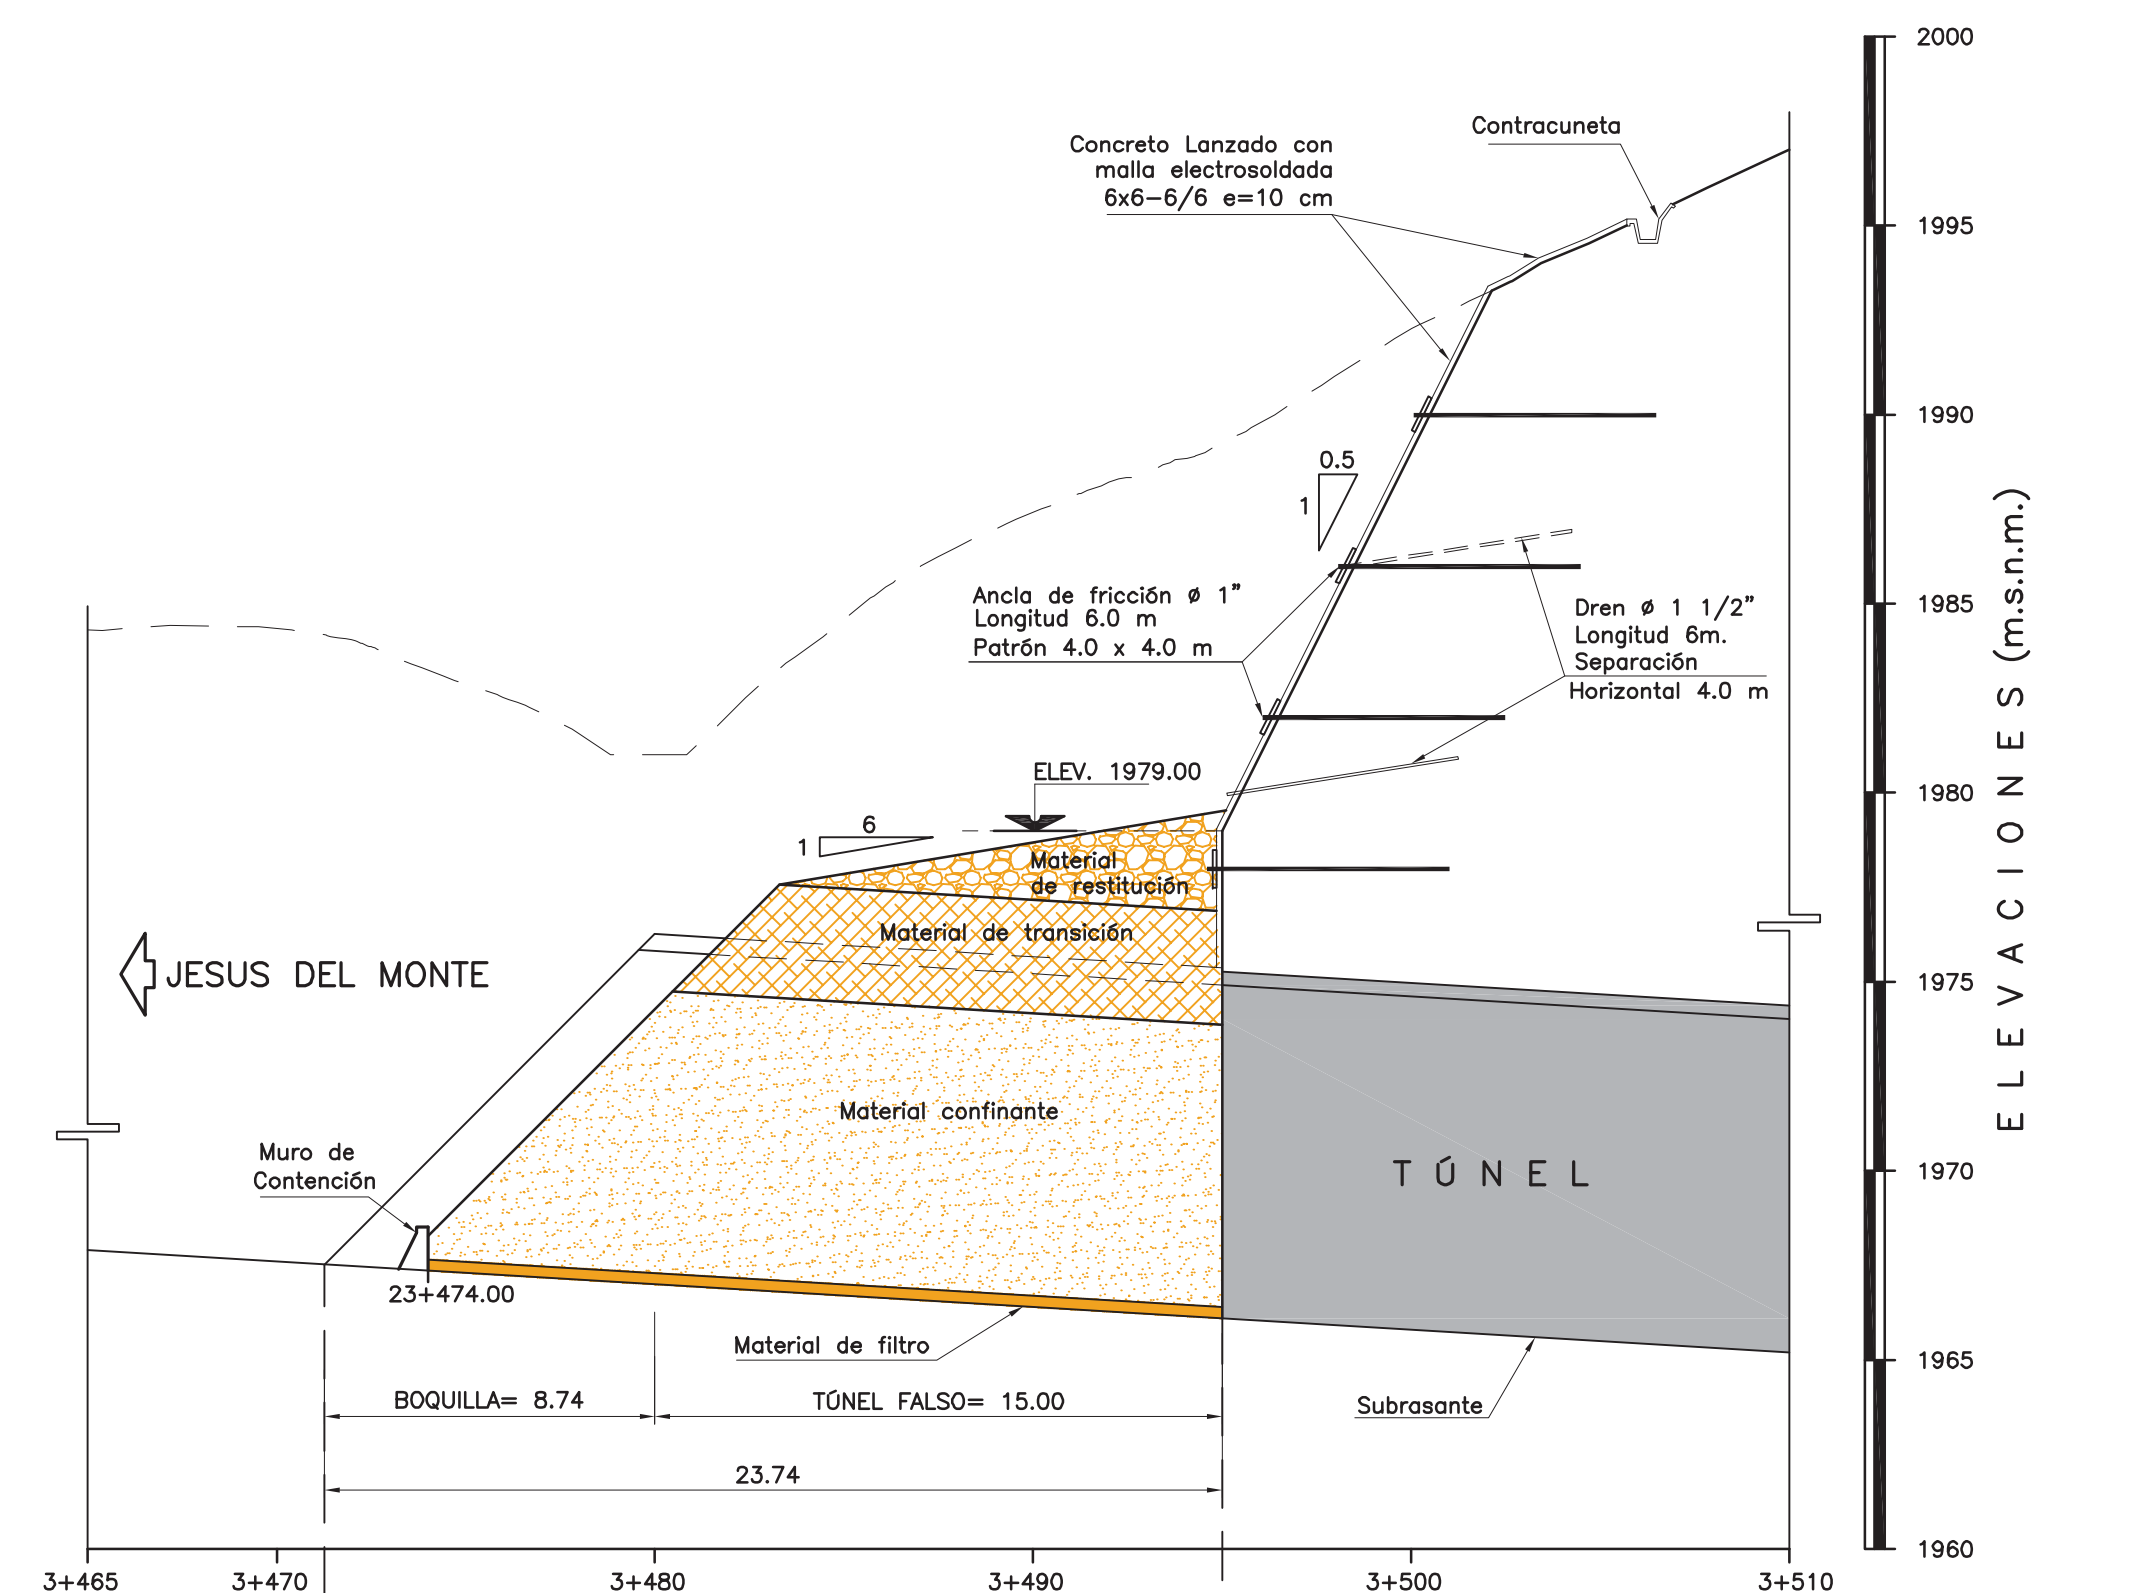 2000
Contracuneta
Concreto Lanzado con
malla electrosoldada
6x6-6/6 e=10 cm
1995
1990
0.5
1
Ancla de fricción ø 1”
Longitud 6.0 m
Patrón 4.0 x 4.0 m
Dren ø 1 1/2”
Longitud 6m.
Separación
Horizontal 4.0 m
1985
ELEVACIONES (m.s.n.m.)
ELEV. 1979.00
1980
6
1
Material
de restitución
Material de transición
JESUS DEL MONTE
1975
Material confinante
Muro de
Contención
TÚNEL
1970
23+474.00
Material de filtro
1965
BOQUILLA= 8.74
TÚNEL FALSO= 15.00
Subrasante
23.74
1960
3+465 3+470 3+480 3+490 3+500 3+510